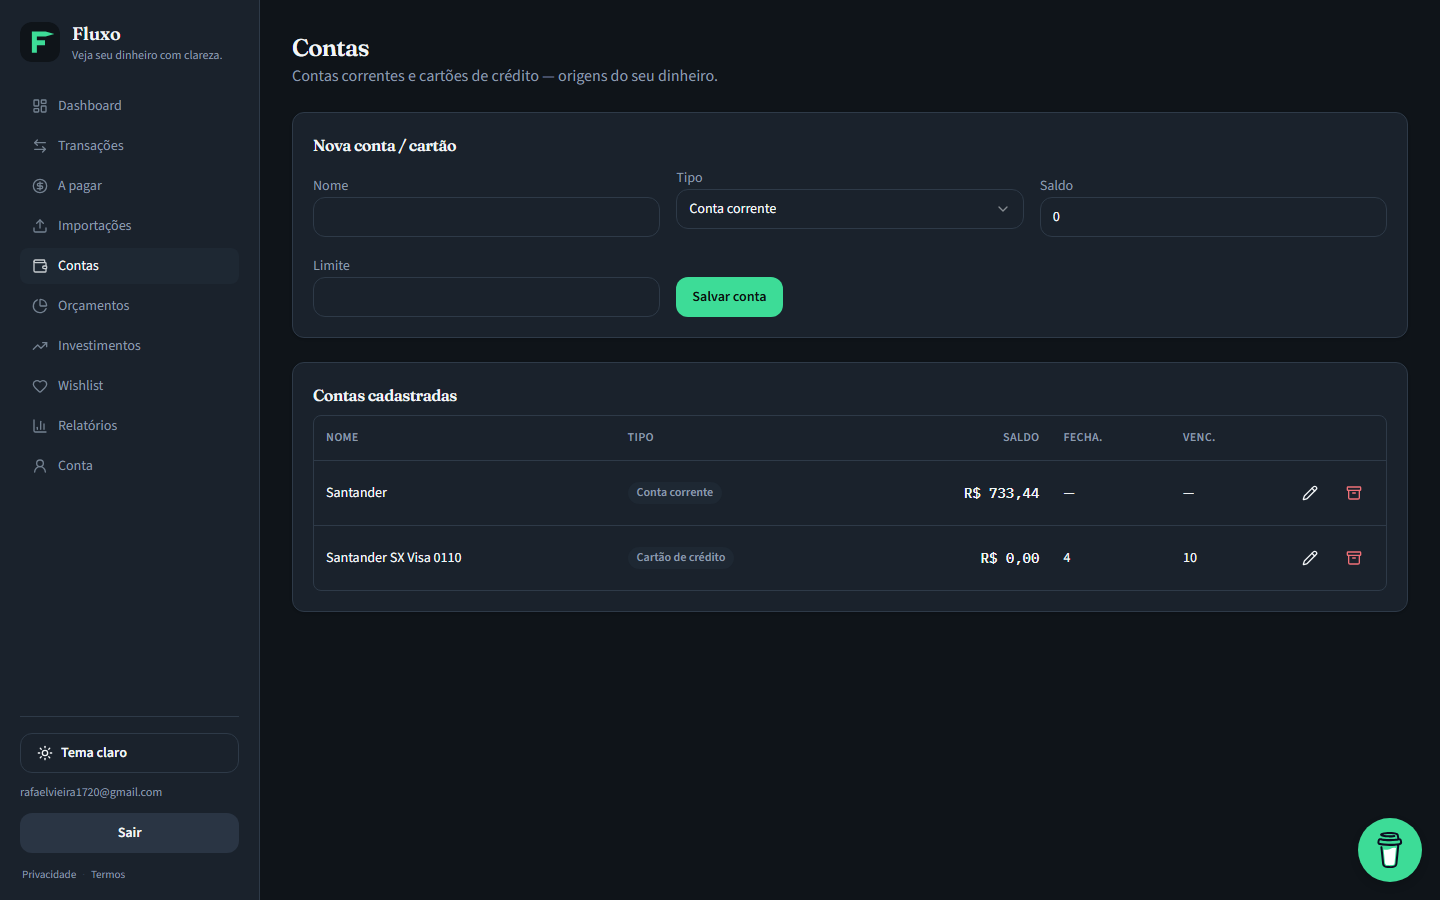 Fluxo
Veja seu dinheiro com clareza.
Dashboard
Transações
A pagar
Importações
Contas
Orçamentos
Investimentos
Wishlist
Relatórios
Conta
Tema claro
rafaelvieira1720@gmail.com
Sair
Privacidade · Termos
Contas
Contas correntes e cartões de crédito — origens do seu dinheiro.
Nova conta / cartão
Nome
Tipo
Conta corrente
Saldo
0
Limite
Salvar conta
Contas cadastradas
NOME TIPO SALDO FECHA. VENC.
Santander Conta corrente R$ 733,44 — —
Santander SX Visa 0110 Cartão de crédito R$ 0,00 4 10